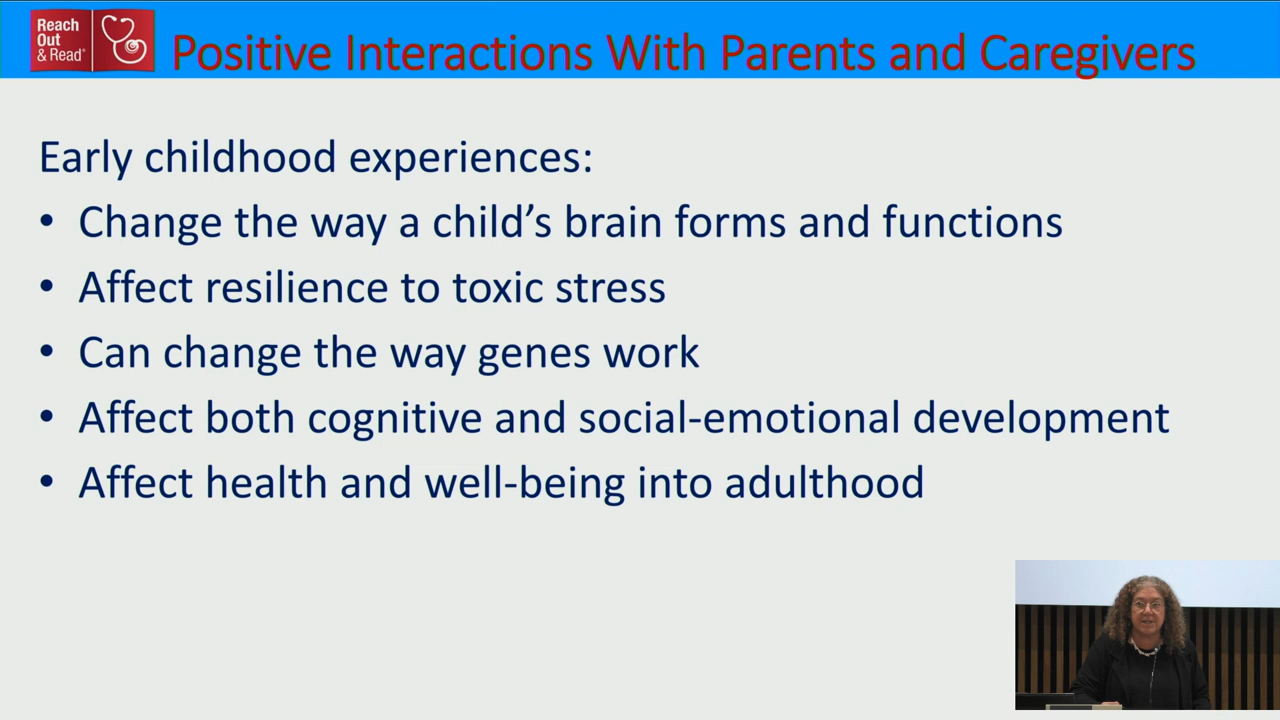 Reach
Out
& Read®
Positive Interactions With Parents and Caregivers
Early childhood experiences:
• Change the way a child’s brain forms and functions
• Affect resilience to toxic stress
• Can change the way genes work
• Affect both cognitive and social-emotional development
• Affect health and well-being into adulthood